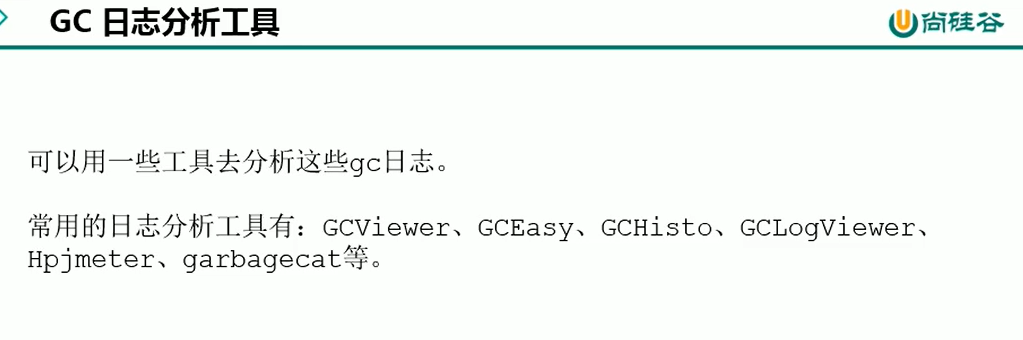 GC 日志分析工具
尚硅谷
可以用一些工具去分析这些gc日志。
常用的日志分析工具有：GCViewer、GCEasy、GCHisto、GCLogViewer、
Hpjmeter、garbagecat等。